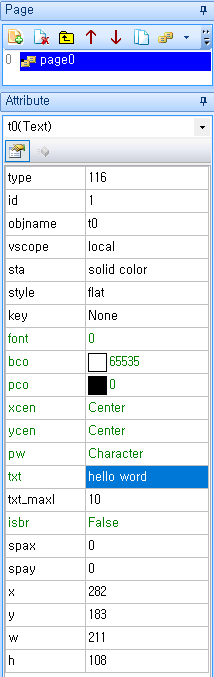 Page
0 page0
Attribute
t0(Text)
type 116
id 1
objname t0
vscope local
sta solid color
style flat
key None
font 0
bco 65535
pco 0
xcen Center
ycen Center
pw Character
txt hello word
txt_maxl 10
isbr False
spax 0
spay 0
x 282
y 183
w 211
h 108